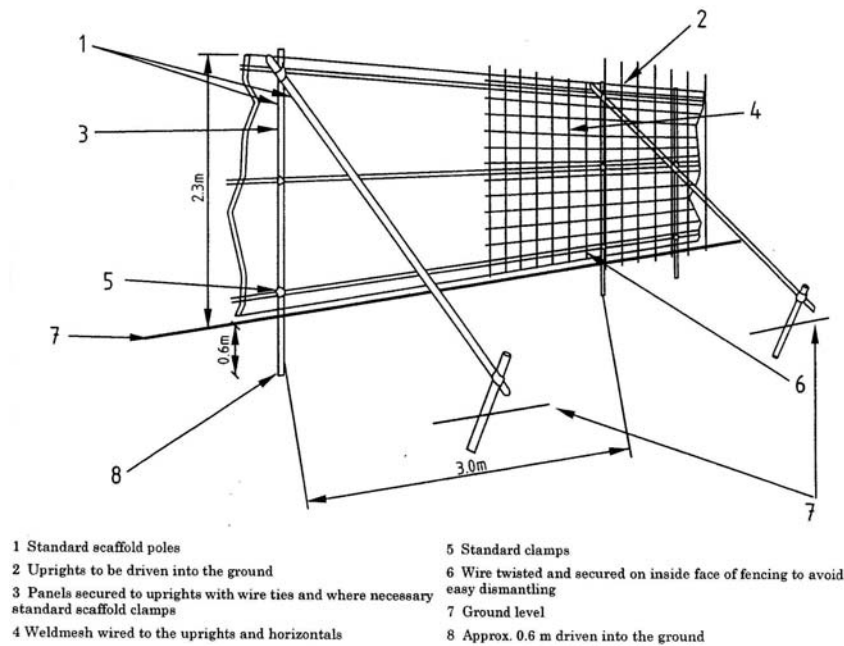 1
2
3
4
2.3m
5
7
0.6m
6
8
3.0m
7
1 Standard scaffold poles
2 Uprights to be driven into the ground
3 Panels secured to uprights with wire ties and where necessary
standard scaffold clamps
4 Weldmesh wired to the uprights and horizontals
5 Standard clamps
6 Wire twisted and secured on inside face of fencing to avoid
easy dismantling
7 Ground level
8 Approx. 0.6 m driven into the ground